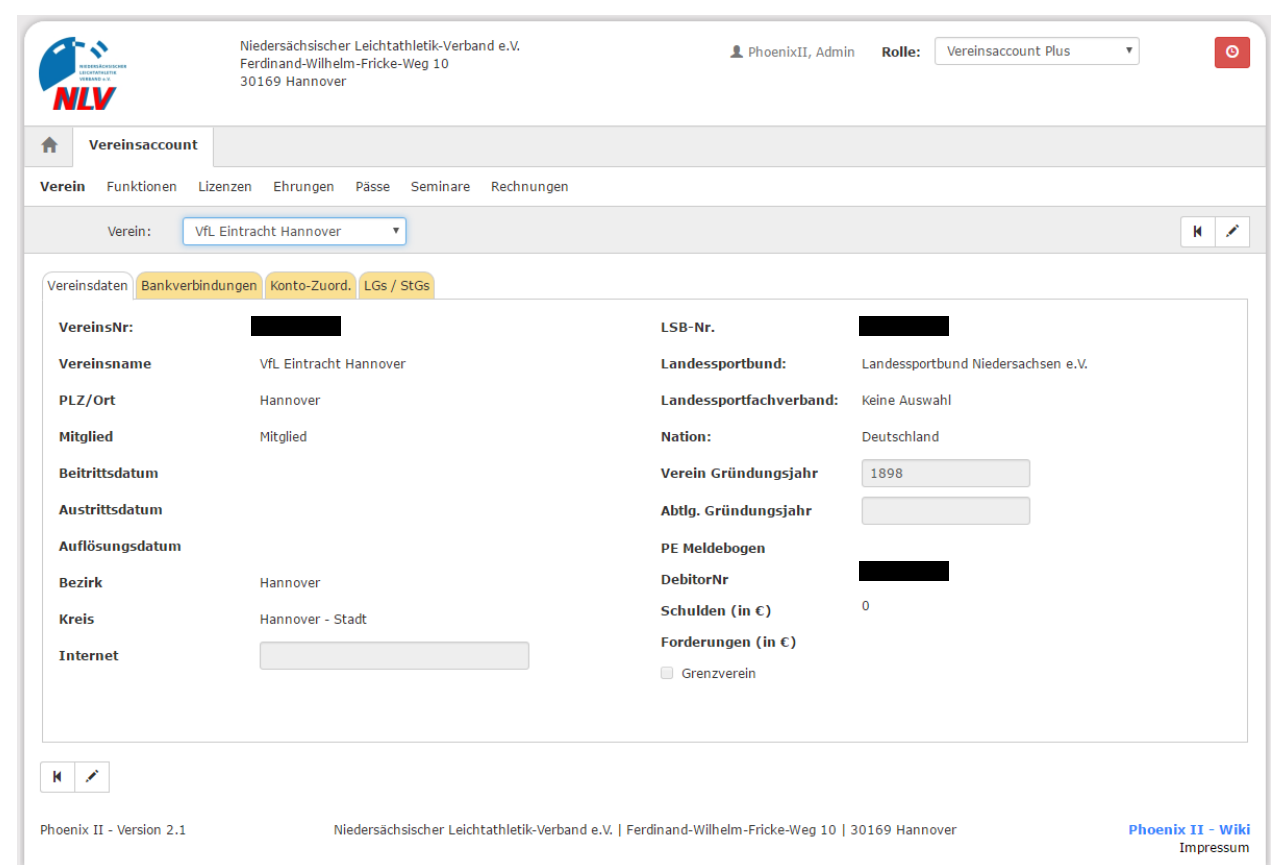 NIEDERSÄCHSISCHER
LEICHTATHLETIK
VERBAND e.V.
NLV
Niedersächsischer Leichtathletik-Verband e.V.
Ferdinand-Wilhelm-Fricke-Weg 10
30169 Hannover
PhoenixII, Admin Rolle: Vereinsaccount Plus
Vereinsaccount
Verein Funktionen Lizenzen Ehrungen Pässe Seminare Rechnungen
Verein: VfL Eintracht Hannover
Vereinsdaten Bankverbindungen Konto-Zuord. LGs / StGs
VereinsNr:
Vereinsname VfL Eintracht Hannover
PLZ/Ort Hannover
Mitglied Mitglied
Beitrittsdatum
Austrittsdatum
Auflösungsdatum
Bezirk Hannover
Kreis Hannover - Stadt
Internet
LSB-Nr.
Landessportbund: Landessportbund Niedersachsen e.V.
Landessportfachverband: Keine Auswahl
Nation: Deutschland
Verein Gründungsjahr 1898
Abtlg. Gründungsjahr
PE Meldebogen
DebitorNr
Schulden (in €) 0
Forderungen (in €)
Grenzverein
Phoenix II - Version 2.1 Niedersächsischer Leichtathletik-Verband e.V. | Ferdinand-Wilhelm-Fricke-Weg 10 | 30169 Hannover Phoenix II - Wiki
Impressum